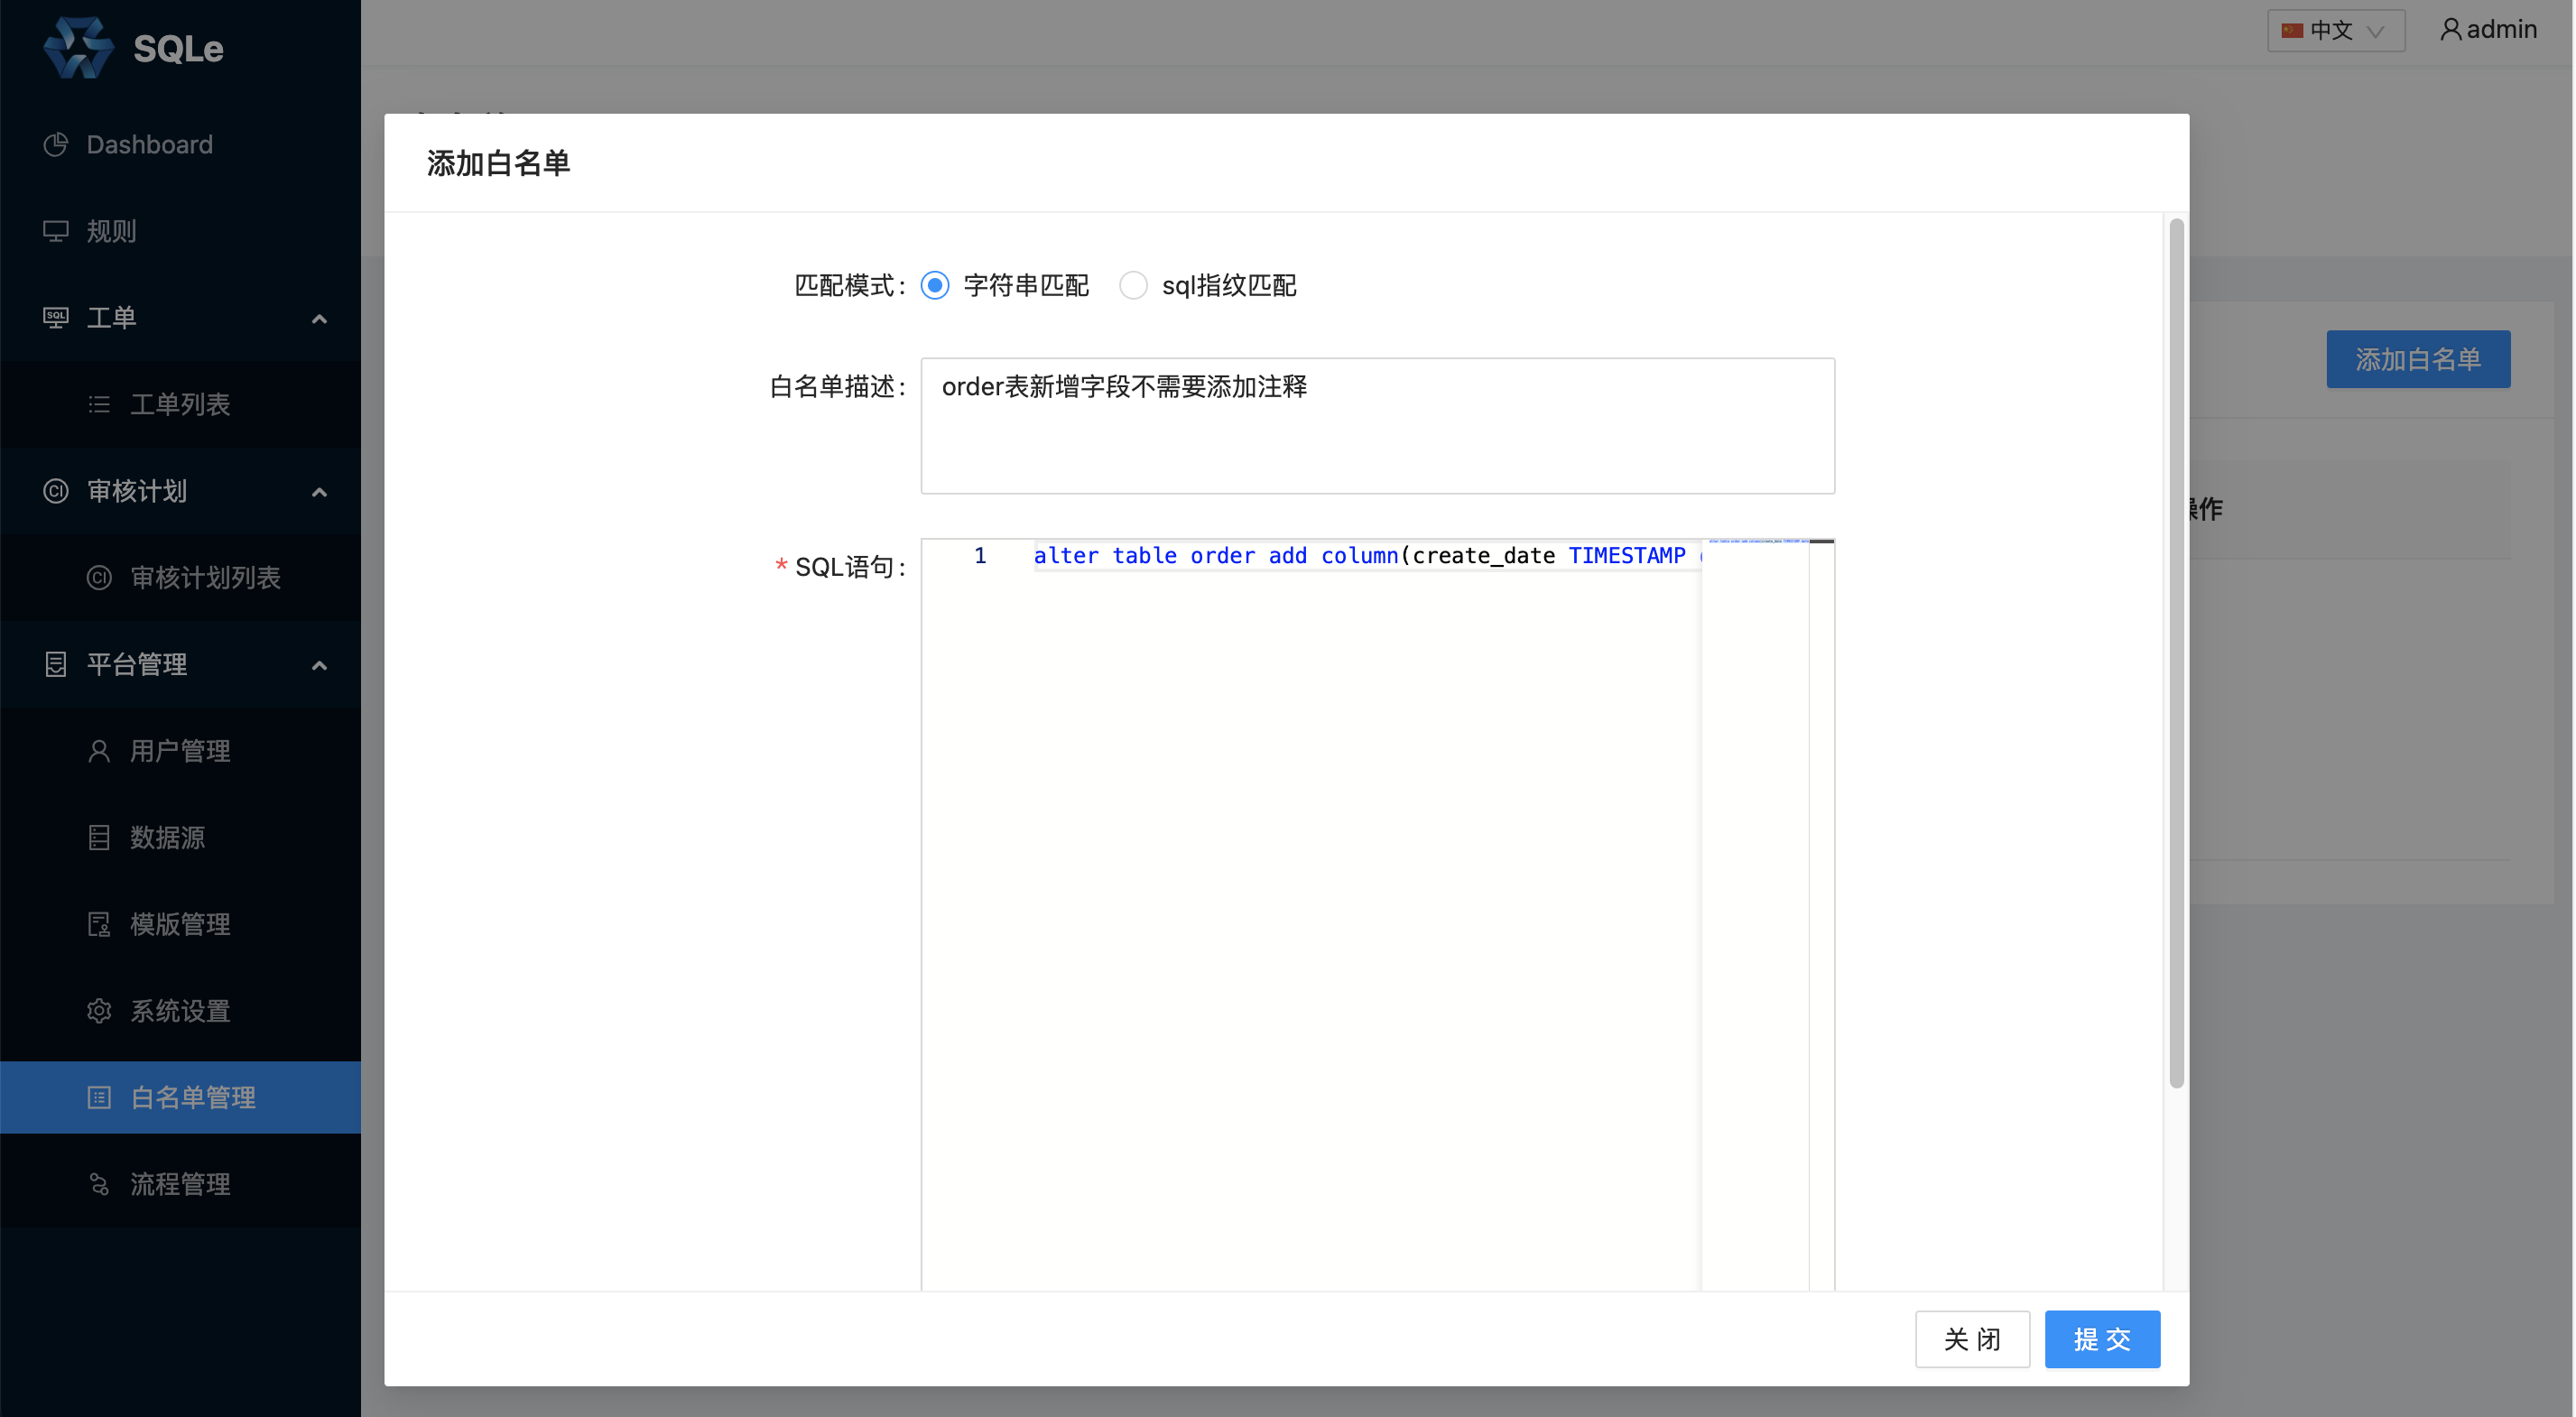 SQLe
中文
admin
Dashboard
规则
工单
工单列表
审核计划
审核计划列表
平台管理
用户管理
数据源
模版管理
系统设置
白名单管理
流程管理
添加白名单
匹配模式：
字符串匹配
sql指纹匹配
白名单描述：
order表新增字段不需要添加注释
* SQL语句：
1 alter table order add column(create_date TIMESTAMP
关 闭
提 交
添加白名单
操作